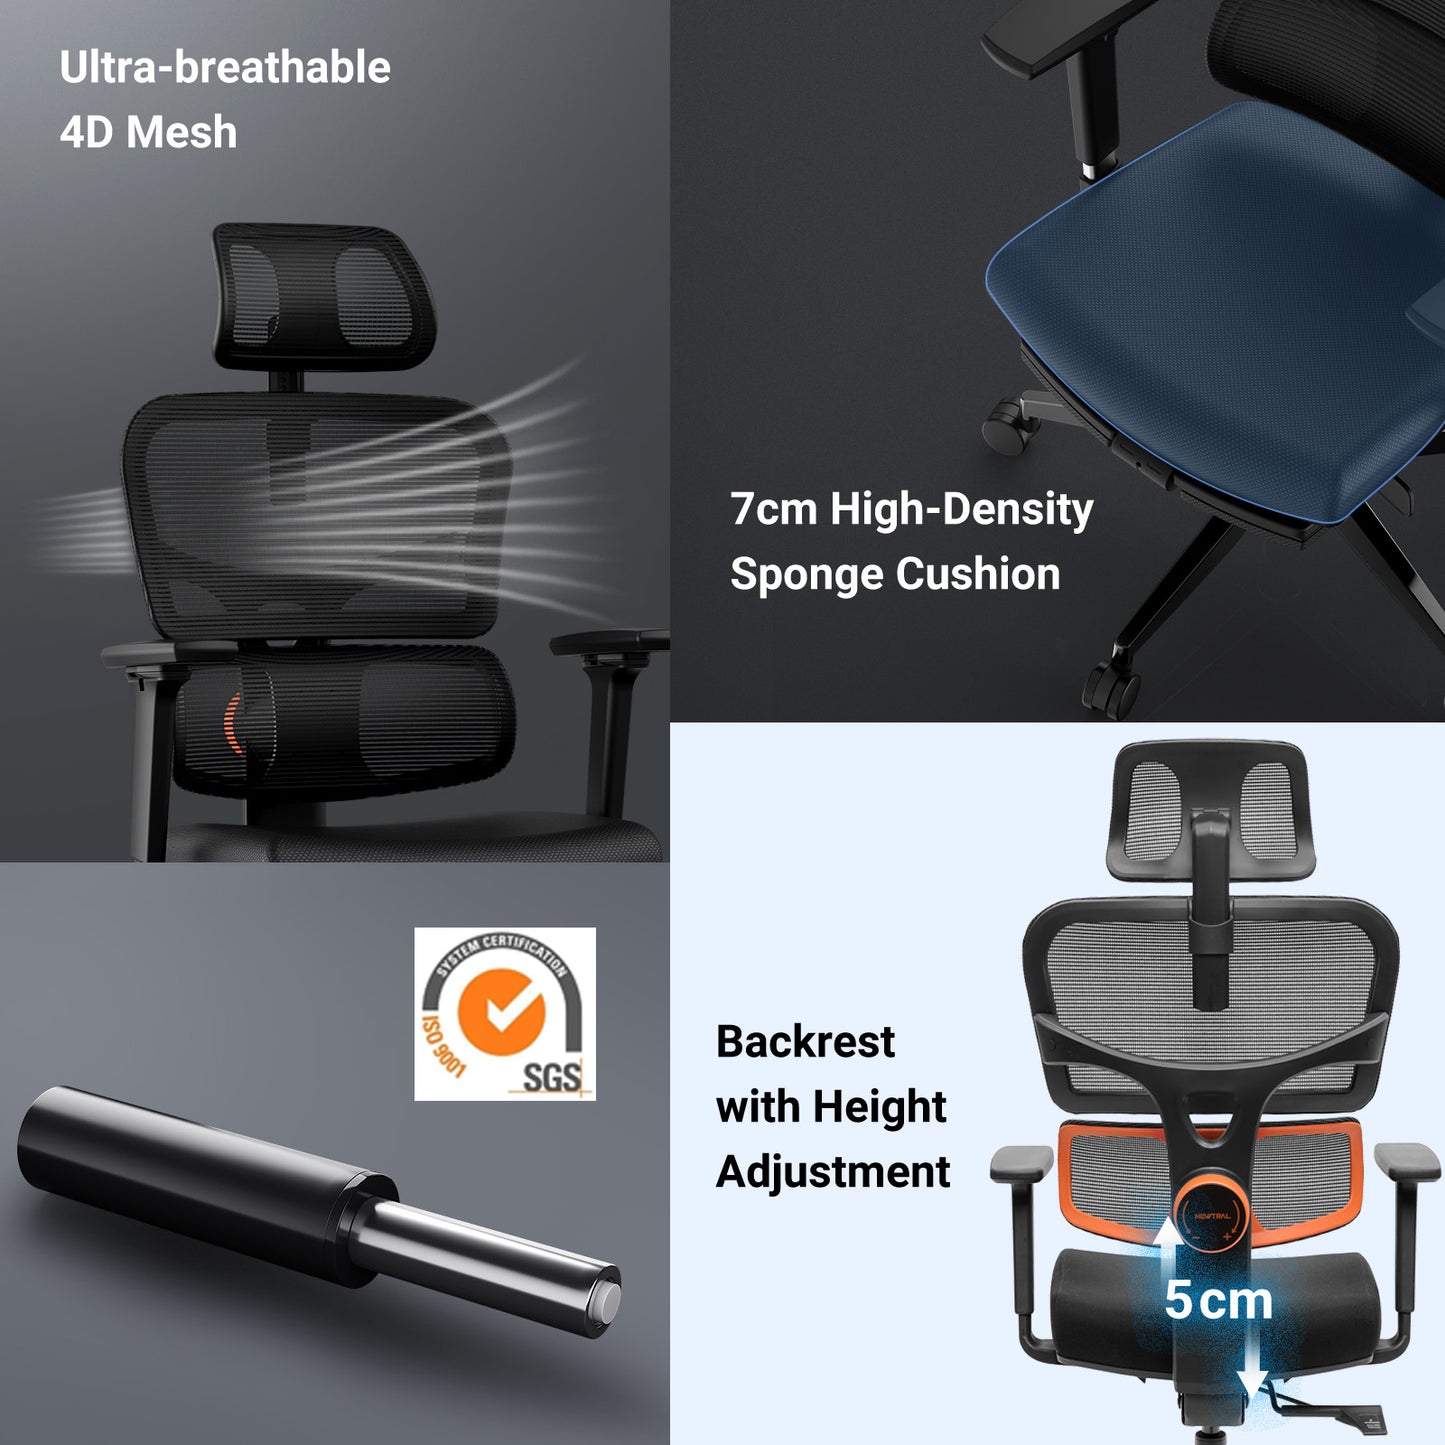 Ultra-breathable
4D Mesh
7cm High-Density
Sponge Cushion
SYSTEM CERTIFICATION
ISO 9001
SGS
Backrest
with Height
Adjustment
NEWTRAL
- +
5cm